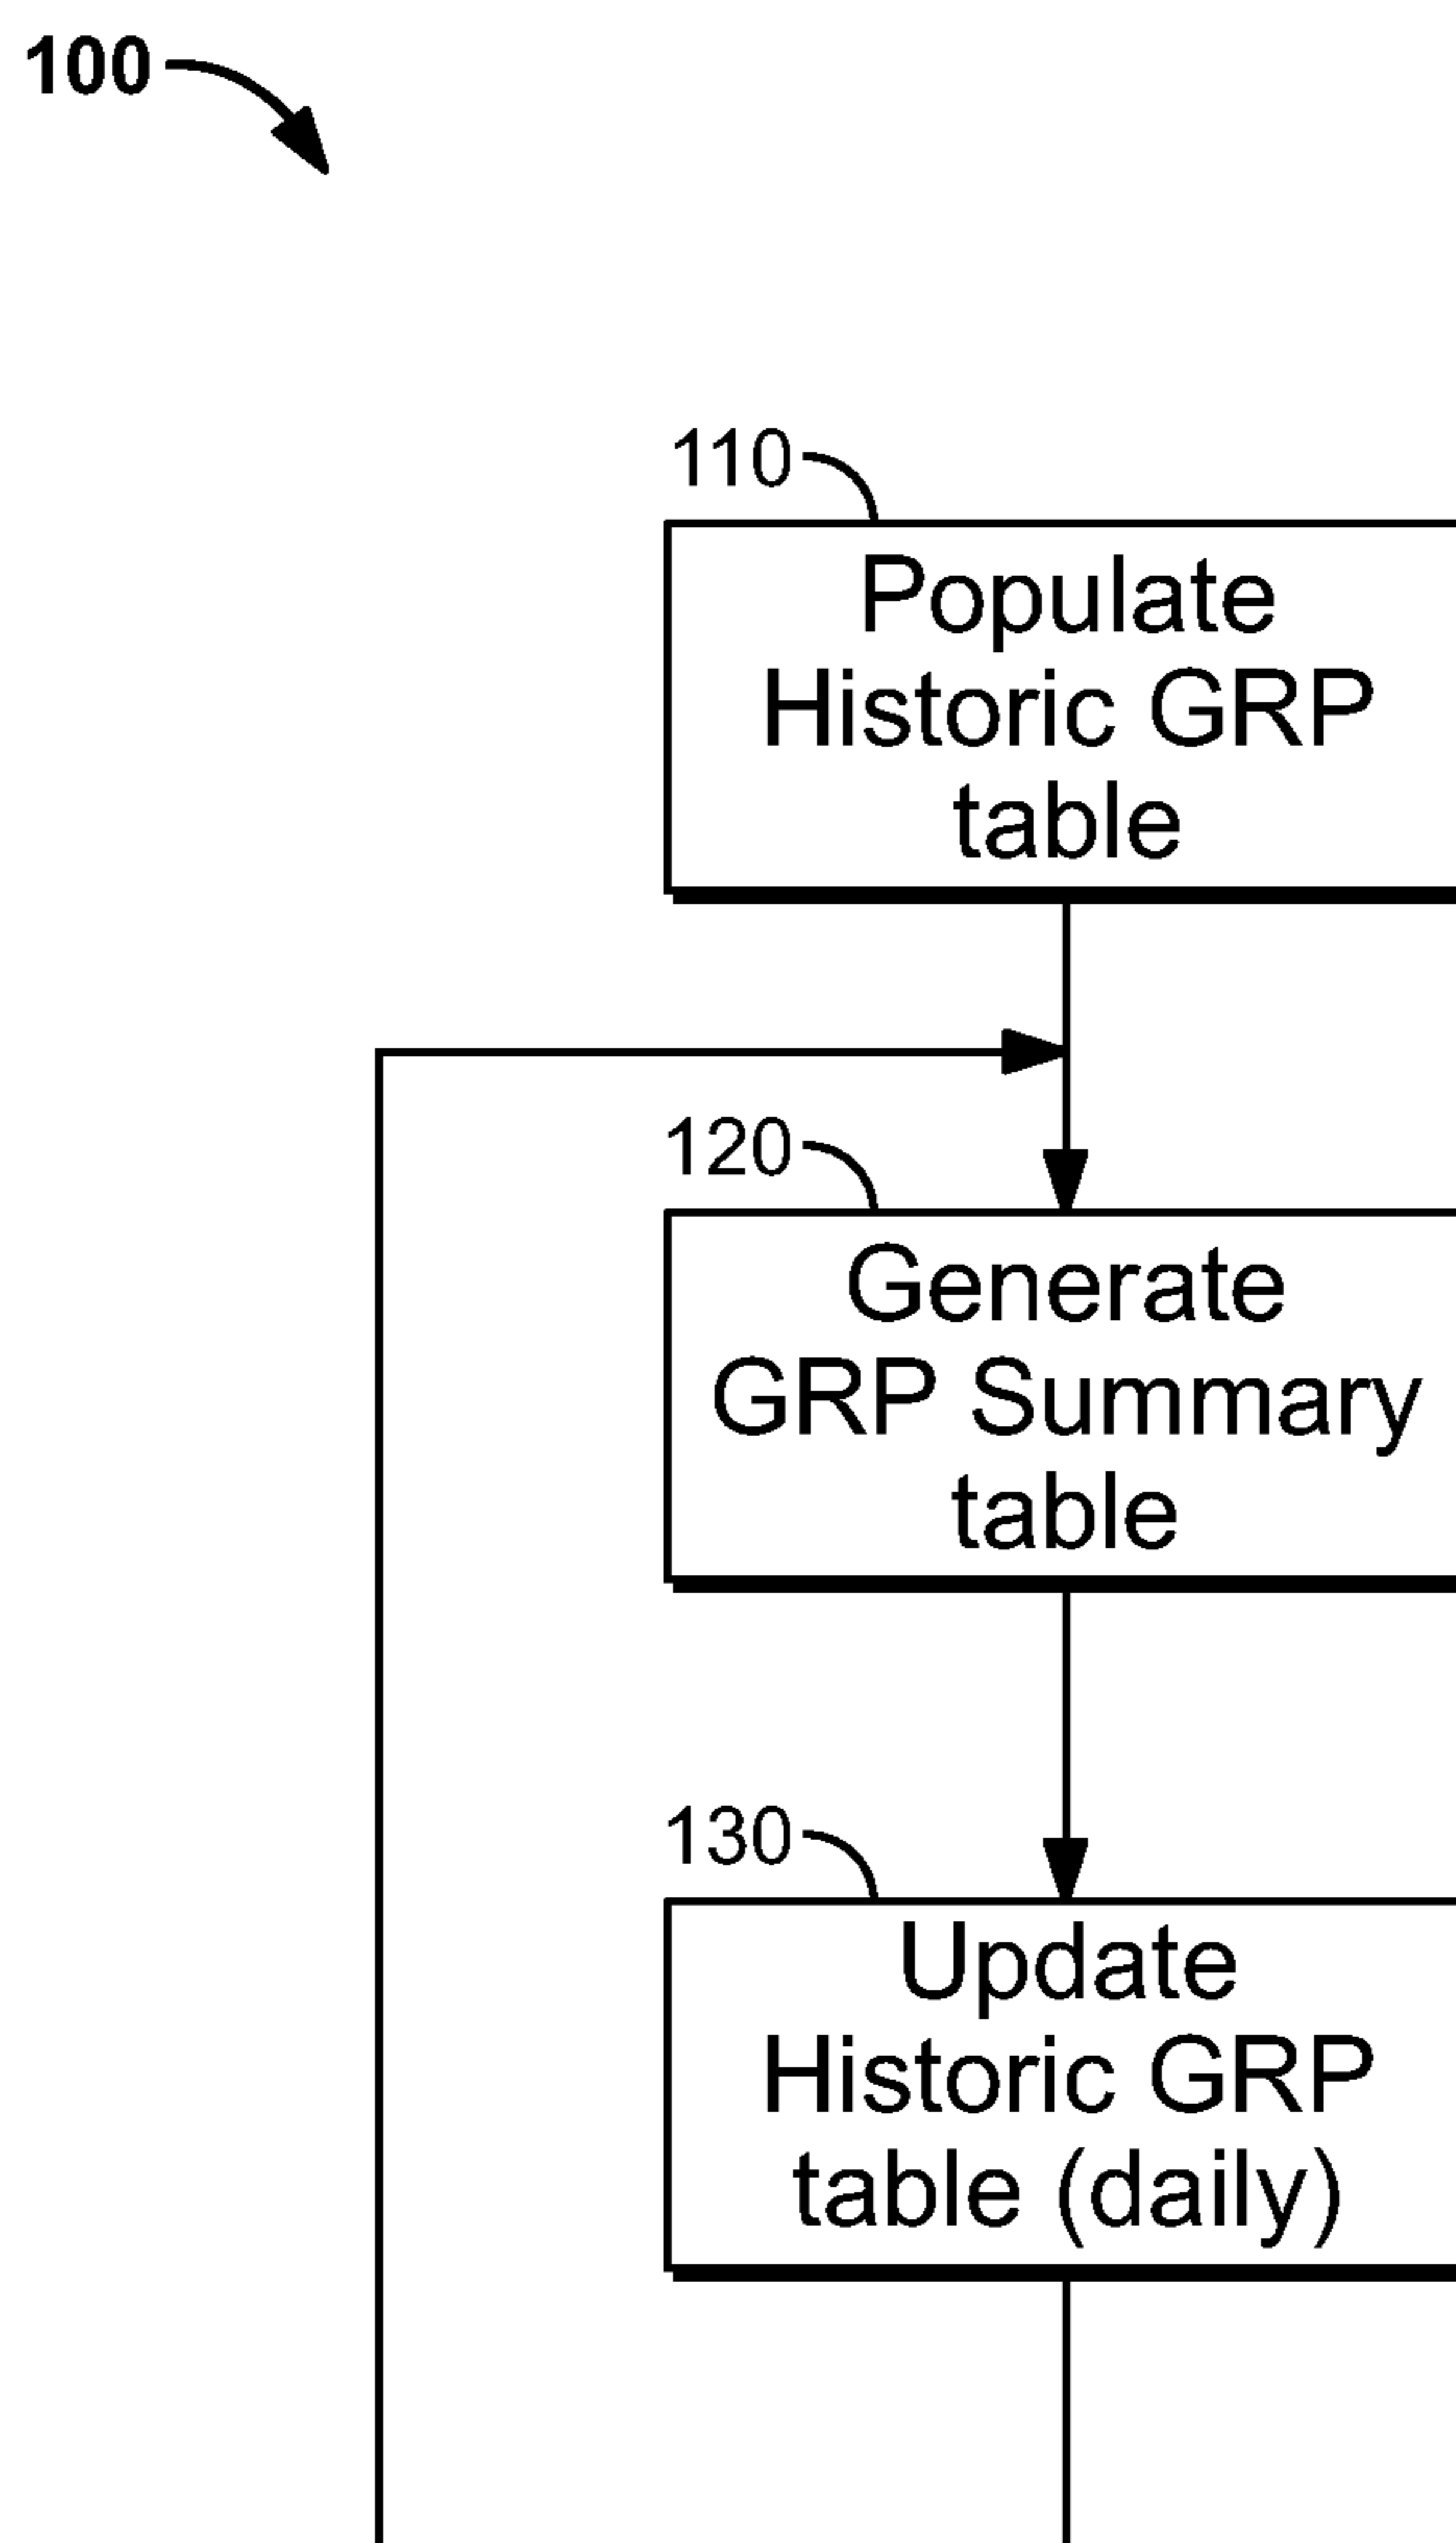 100
110
Populate
Historic GRP
table
120
Generate
GRP Summary
table
130
Update
Historic GRP
table (daily)